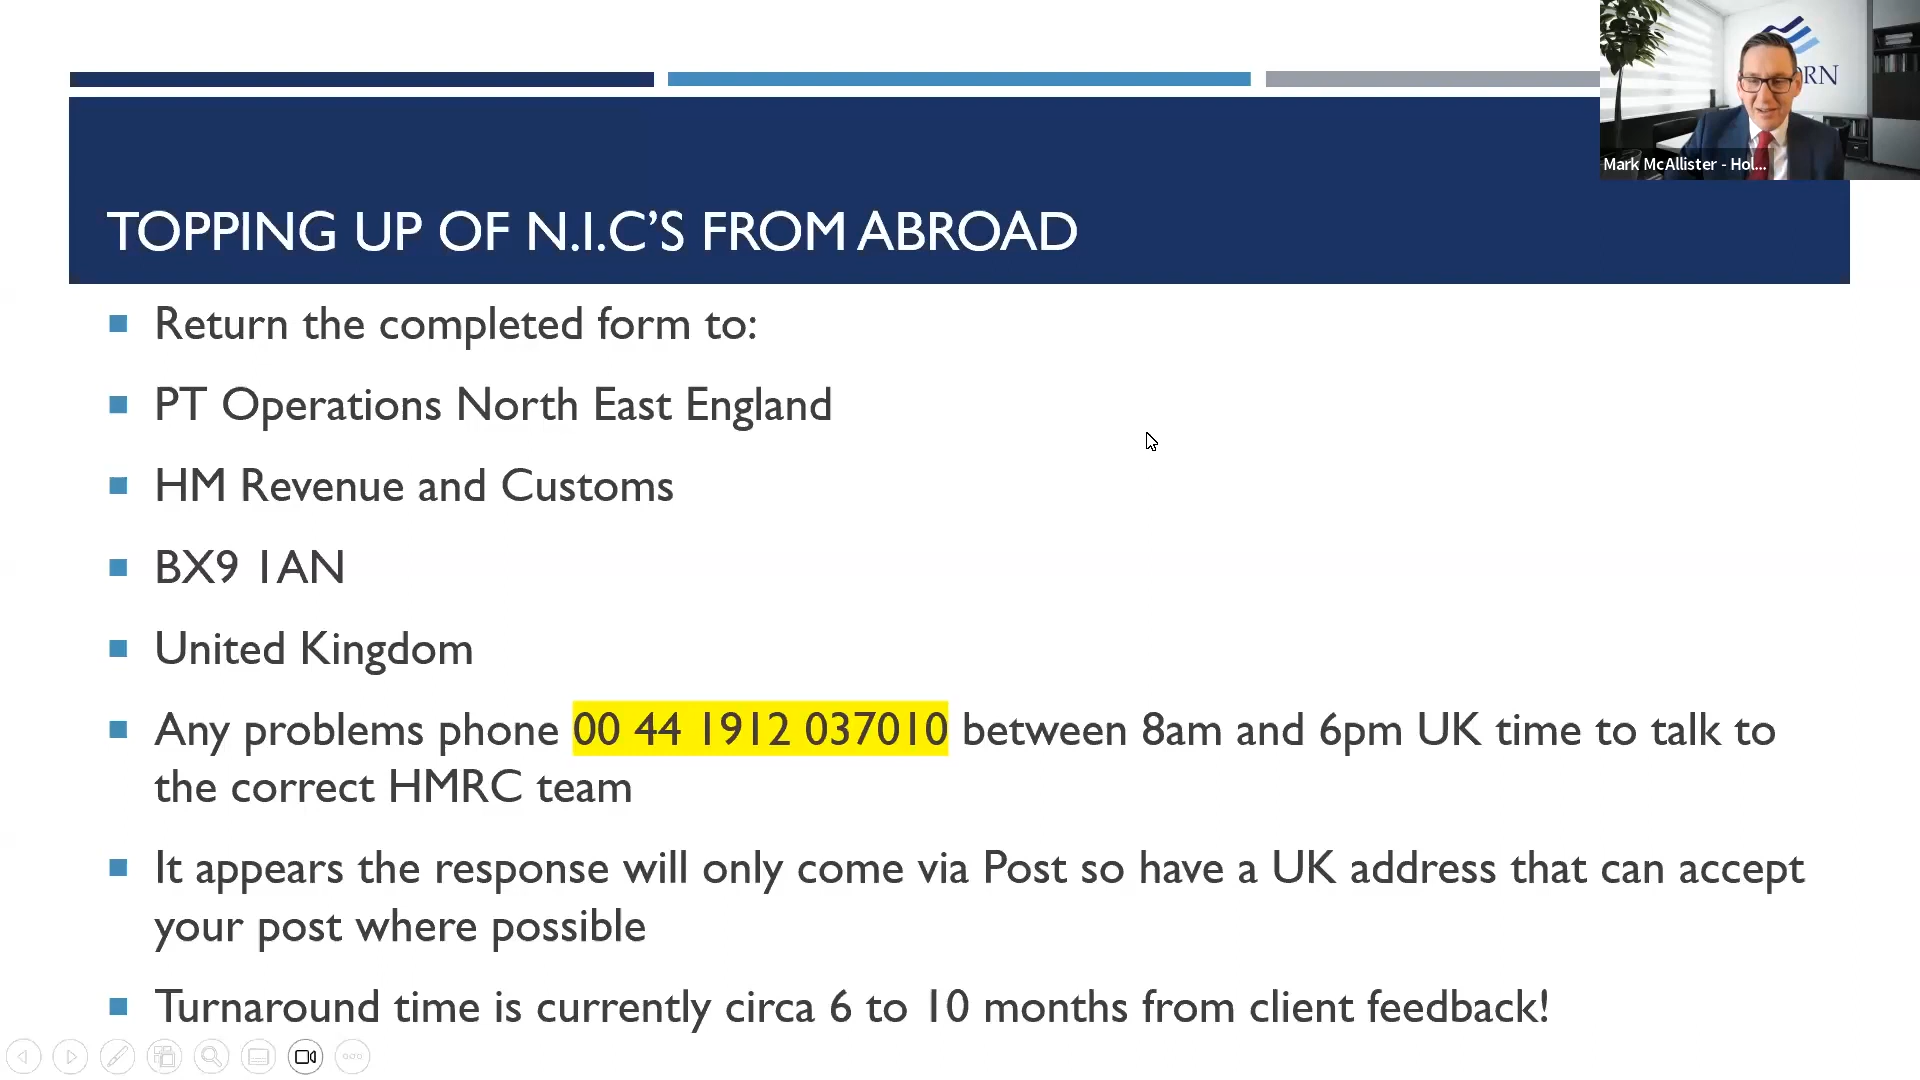 RN
Mark McAllister - Hol...
TOPPING UP OF N.I.C’S FROM ABROAD
Return the completed form to:
PT Operations North East England
HM Revenue and Customs
BX9 1AN
United Kingdom
Any problems phone 00 44 1912 037010 between 8am and 6pm UK time to talk to
the correct HMRC team
It appears the response will only come via Post so have a UK address that can accept
your post where possible
Turnaround time is currently circa 6 to 10 months from client feedback!